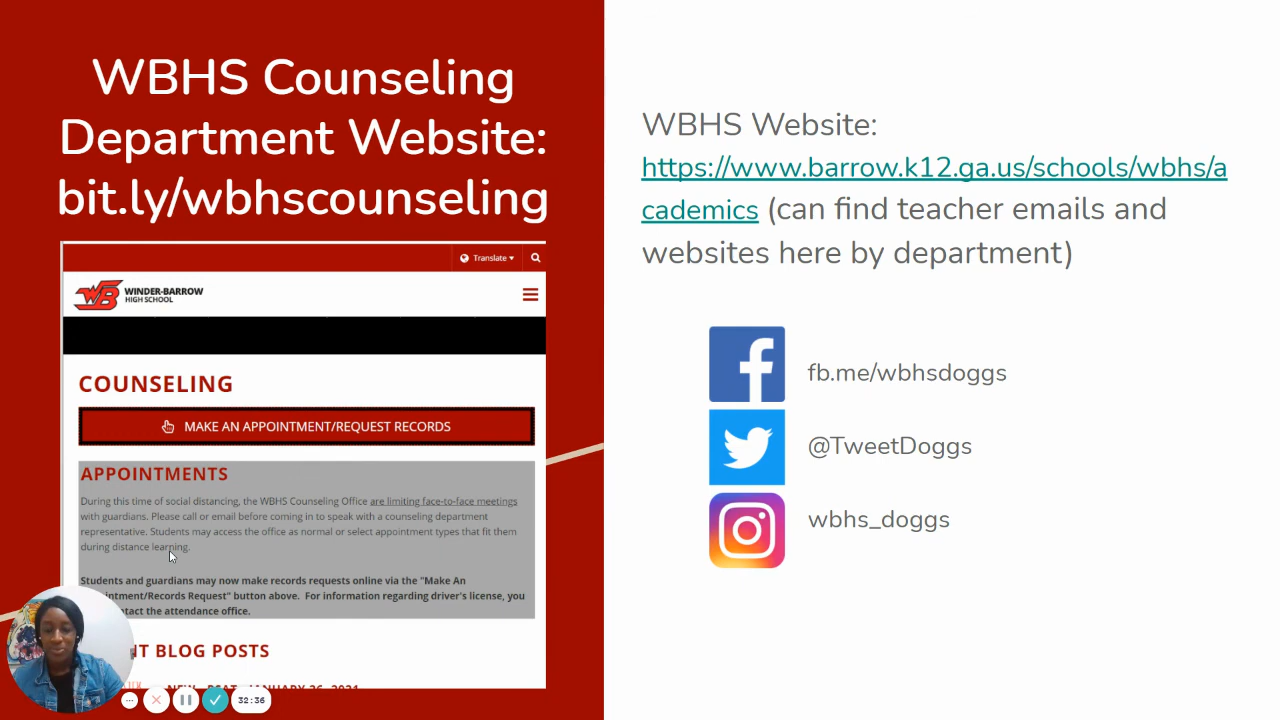 WBHS Counseling
Department Website:
bit.ly/wbhscounseling
Translate
WB WINDER-BARROW
HIGH SCHOOL
COUNSELING
MAKE AN APPOINTMENT/REQUEST RECORDS
APPOINTMENTS
During this time of social distancing, the WBHS Counseling Office are limiting face-to-face meetings
with guardians. Please call or email before coming in to speak with a counseling department
representative. Students may access the office as normal or select appointment types that fit them
during distance learning.
Students and guardians may now make records requests online via the "Make An
ntment/Records Request" button above. For information regarding driver's license, you
ntact the attendance office.
NT BLOG POSTS
32:36
WBHS Website:
https://www.barrow.k12.ga.us/schools/wbhs/a
cademics (can find teacher emails and
websites here by department)
fb.me/wbhsdoggs
@TweetDoggs
wbhs_doggs